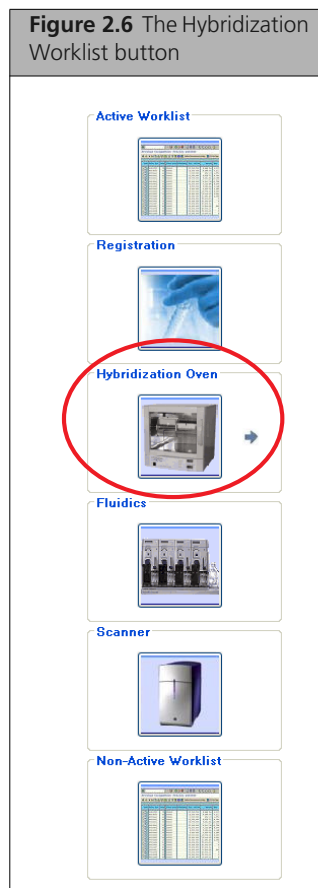 Figure 2.6 The Hybridization
Worklist button
Active Worklist
Registration
Hybridization Oven
Fluidics
Scanner
Non-Active Worklist